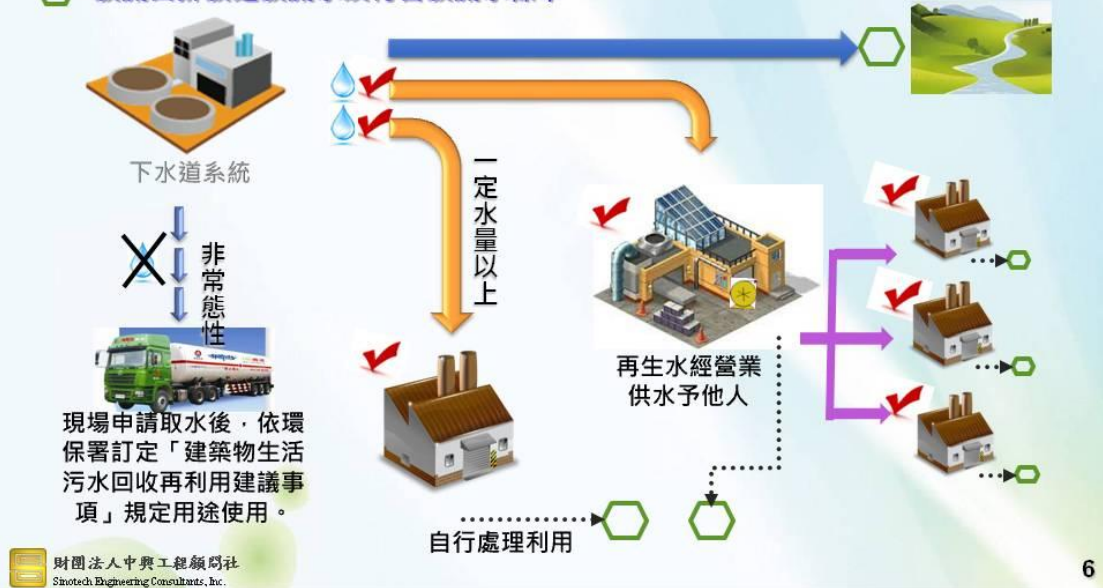 下水道系統
一定水量以上
非常態性
現場申請取水後，依環
保署訂定「建築物生活
污水回收再利用建議事
項」規定用途使用。
再生水經營業
供水予他人
自行處理利用
財團法人中興工程顧問社
Sinotech Engineering Consultants, Inc.
6